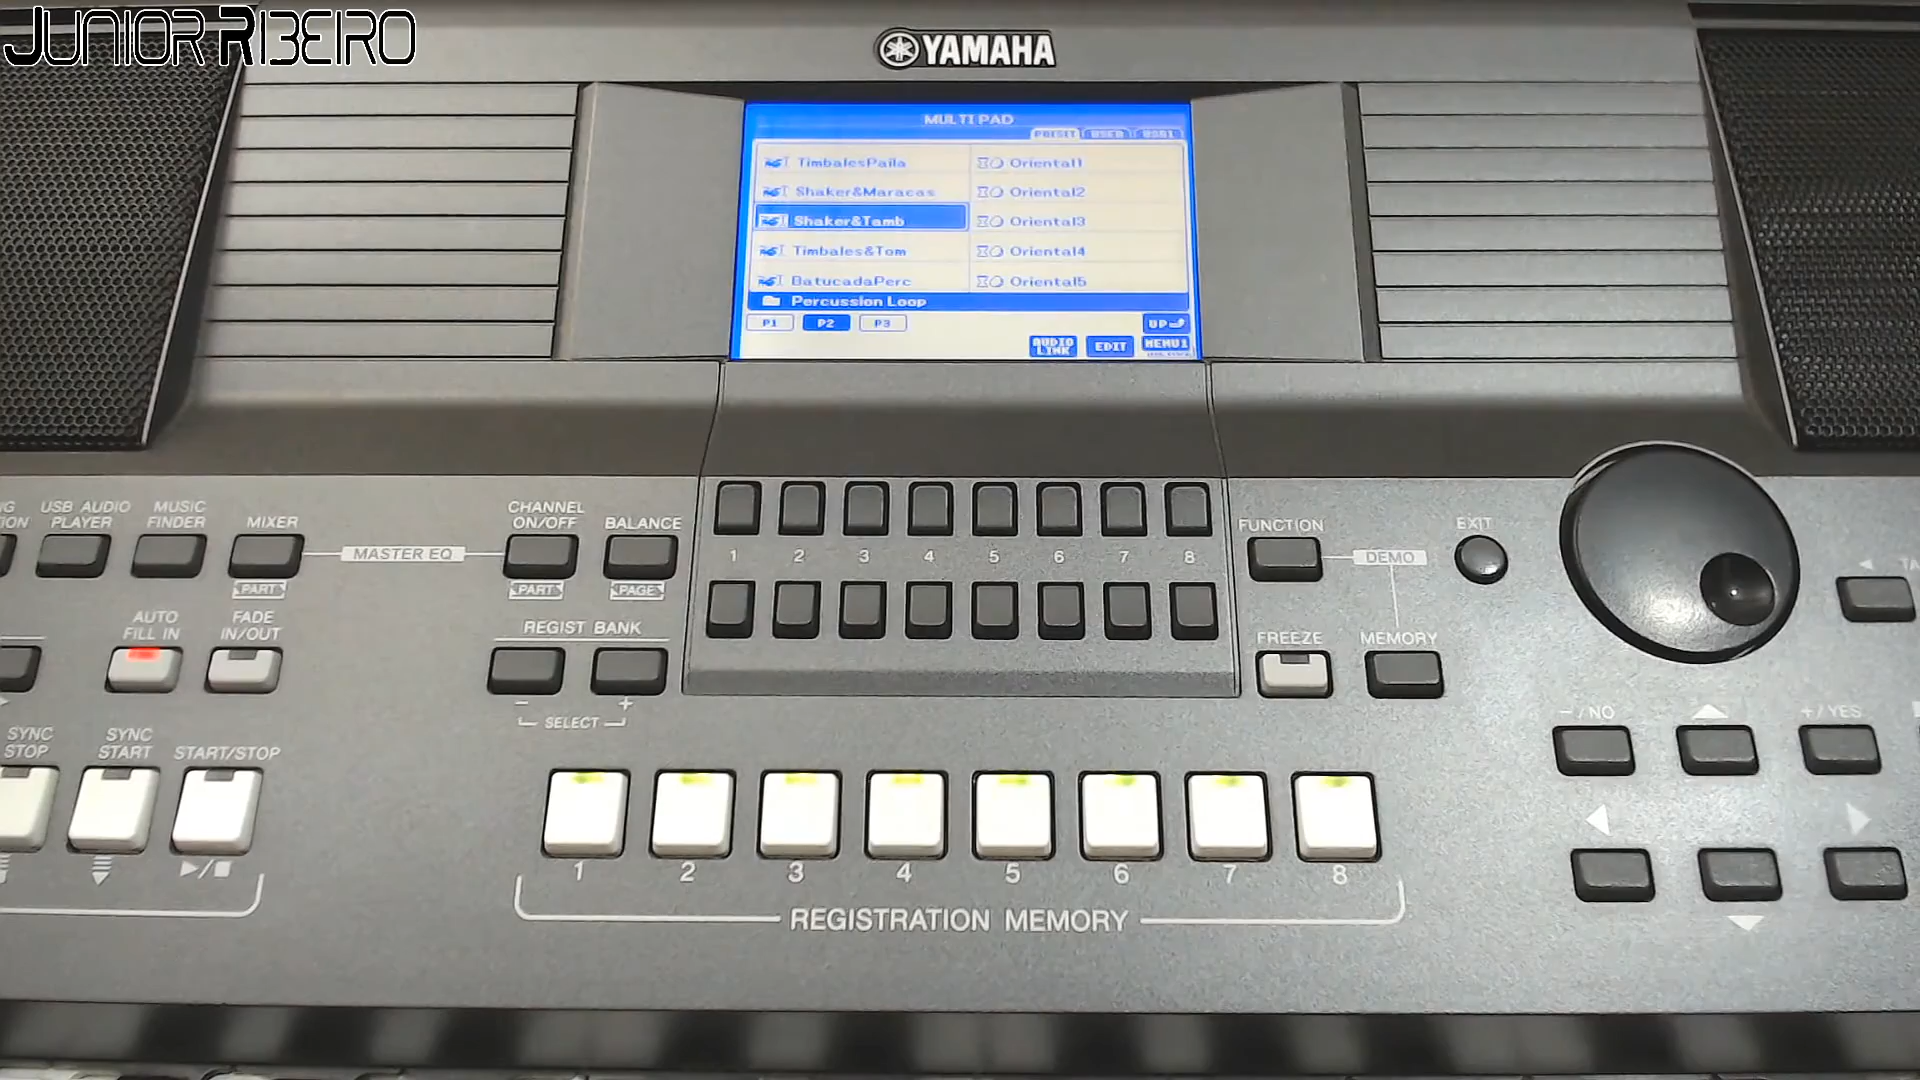 JUNIOR RIBEIRO
YAMAHA
MULTI PAD
PRESET USER USB1
TimbalesPaila
Oriental1
Shaker&Maracas
Oriental2
Shaker&Tamb
Oriental3
Timbales&Tom
Oriental4
BatucadaPerc
Oriental5
Percussion Loop
P1 P2 P3
UP
AUDIO
LINK
EDIT
MENU1
USB AUDIO
PLAYER
MUSIC
FINDER
MIXER
PART
MASTER EQ
CHANNEL
ON/OFF
PART
BALANCE
PAGE
1 2 3 4 5 6 7 8
FUNCTION
DEMO
EXIT
AUTO
FILL IN
FADE
IN/OUT
REGIST BANK
- +
SELECT
FREEZE
MEMORY
-/NO
+/YES
SYNC
STOP
SYNC
START
START/STOP
1 2 3 4 5 6 7 8
REGISTRATION MEMORY